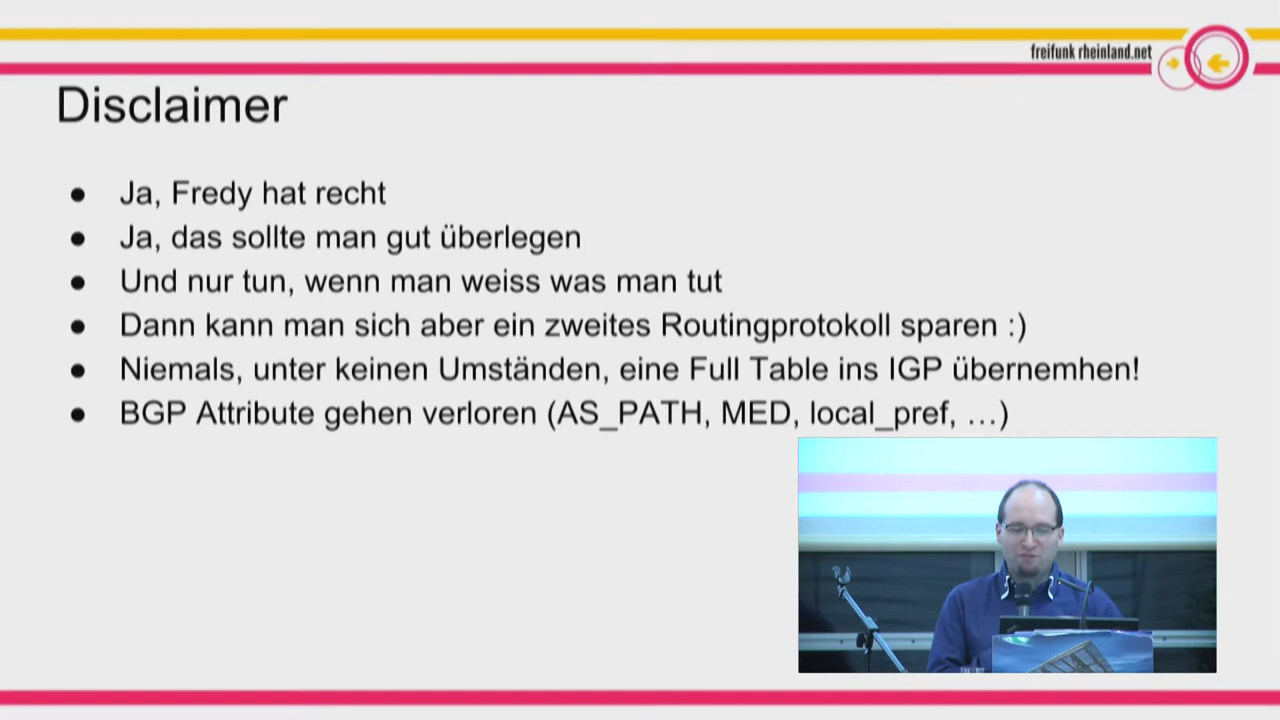 freifunk rheinland.net
Disclaimer
● Ja, Fredy hat recht
● Ja, das sollte man gut überlegen
● Und nur tun, wenn man weiss was man tut
● Dann kann man sich aber ein zweites Routingprotokoll sparen :)
● Niemals, unter keinen Umständen, eine Full Table ins IGP übernemhen!
● BGP Attribute gehen verloren (AS_PATH, MED, local_pref, …)